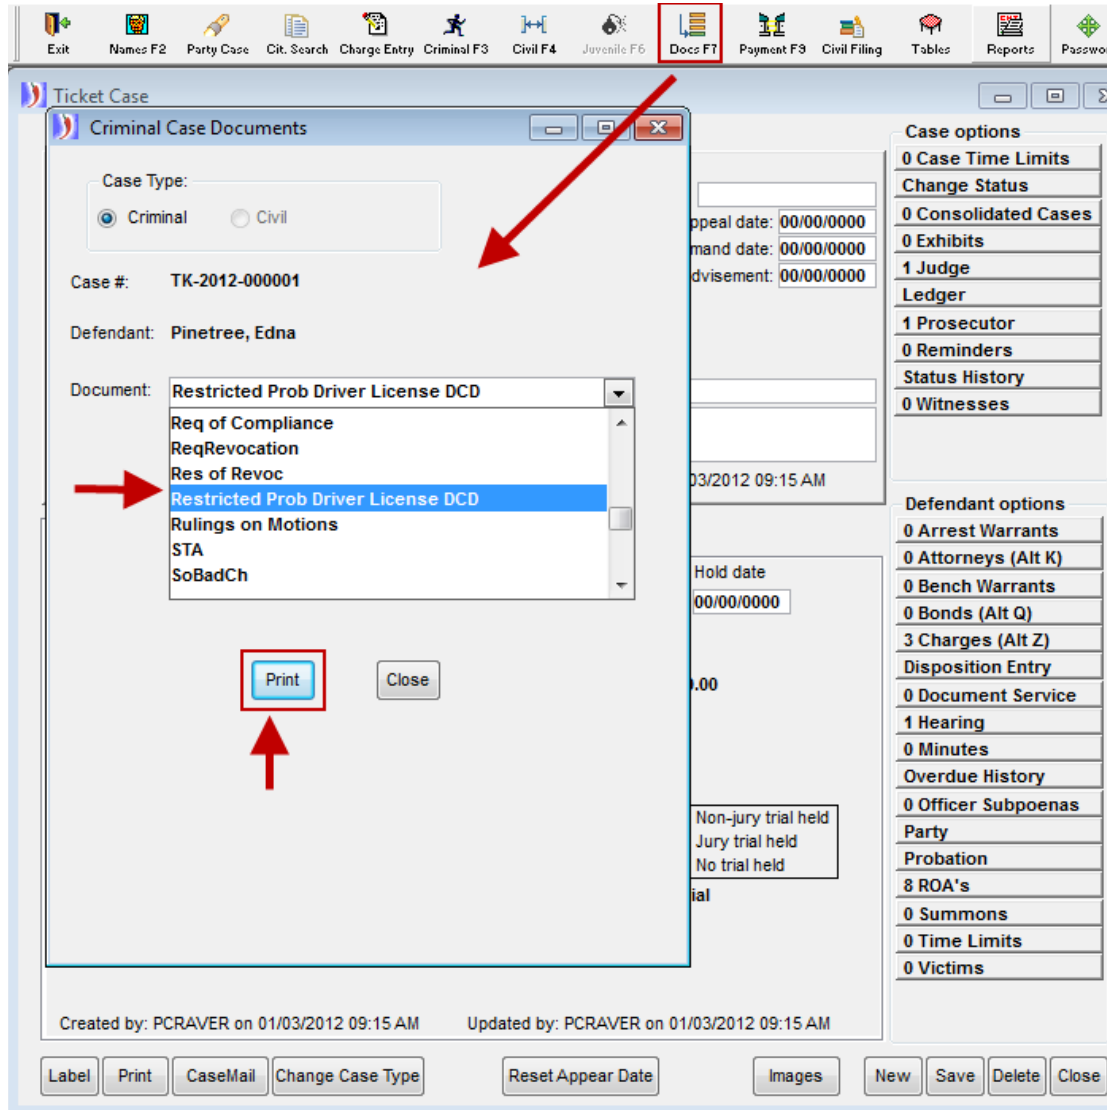 Exit Names F2 Party Case Cit. Search Charge Entry Criminal F3 Civil F4 Juvenile F6 Docs F7 Payment F9 Civil Filing Tables Reports Passwo
Ticket Case
Criminal Case Documents
Case Type:
Criminal Civil
Case #: TK-2012-000001
Defendant: Pinetree, Edna
Document: Restricted Prob Driver License DCD
Req of Compliance
ReqRevocation
Res of Revoc
Restricted Prob Driver License DCD
Rulings on Motions
STA
SoBadCh
Print Close
ppeal date: 00/00/0000
mand date: 00/00/0000
dvisement: 00/00/0000
03/2012 09:15 AM
Hold date
00/00/0000
.00
Non-jury trial held
Jury trial held
No trial held
ial
Case options
0 Case Time Limits
Change Status
0 Consolidated Cases
0 Exhibits
1 Judge
Ledger
1 Prosecutor
0 Reminders
Status History
0 Witnesses
Defendant options
0 Arrest Warrants
0 Attorneys (Alt K)
0 Bench Warrants
0 Bonds (Alt Q)
3 Charges (Alt Z)
Disposition Entry
0 Document Service
1 Hearing
0 Minutes
Overdue History
0 Officer Subpoenas
Party
Probation
8 ROA's
0 Summons
0 Time Limits
0 Victims
Created by: PCRAVER on 01/03/2012 09:15 AM Updated by: PCRAVER on 01/03/2012 09:15 AM
Label Print CaseMail Change Case Type Reset Appear Date Images New Save Delete Close